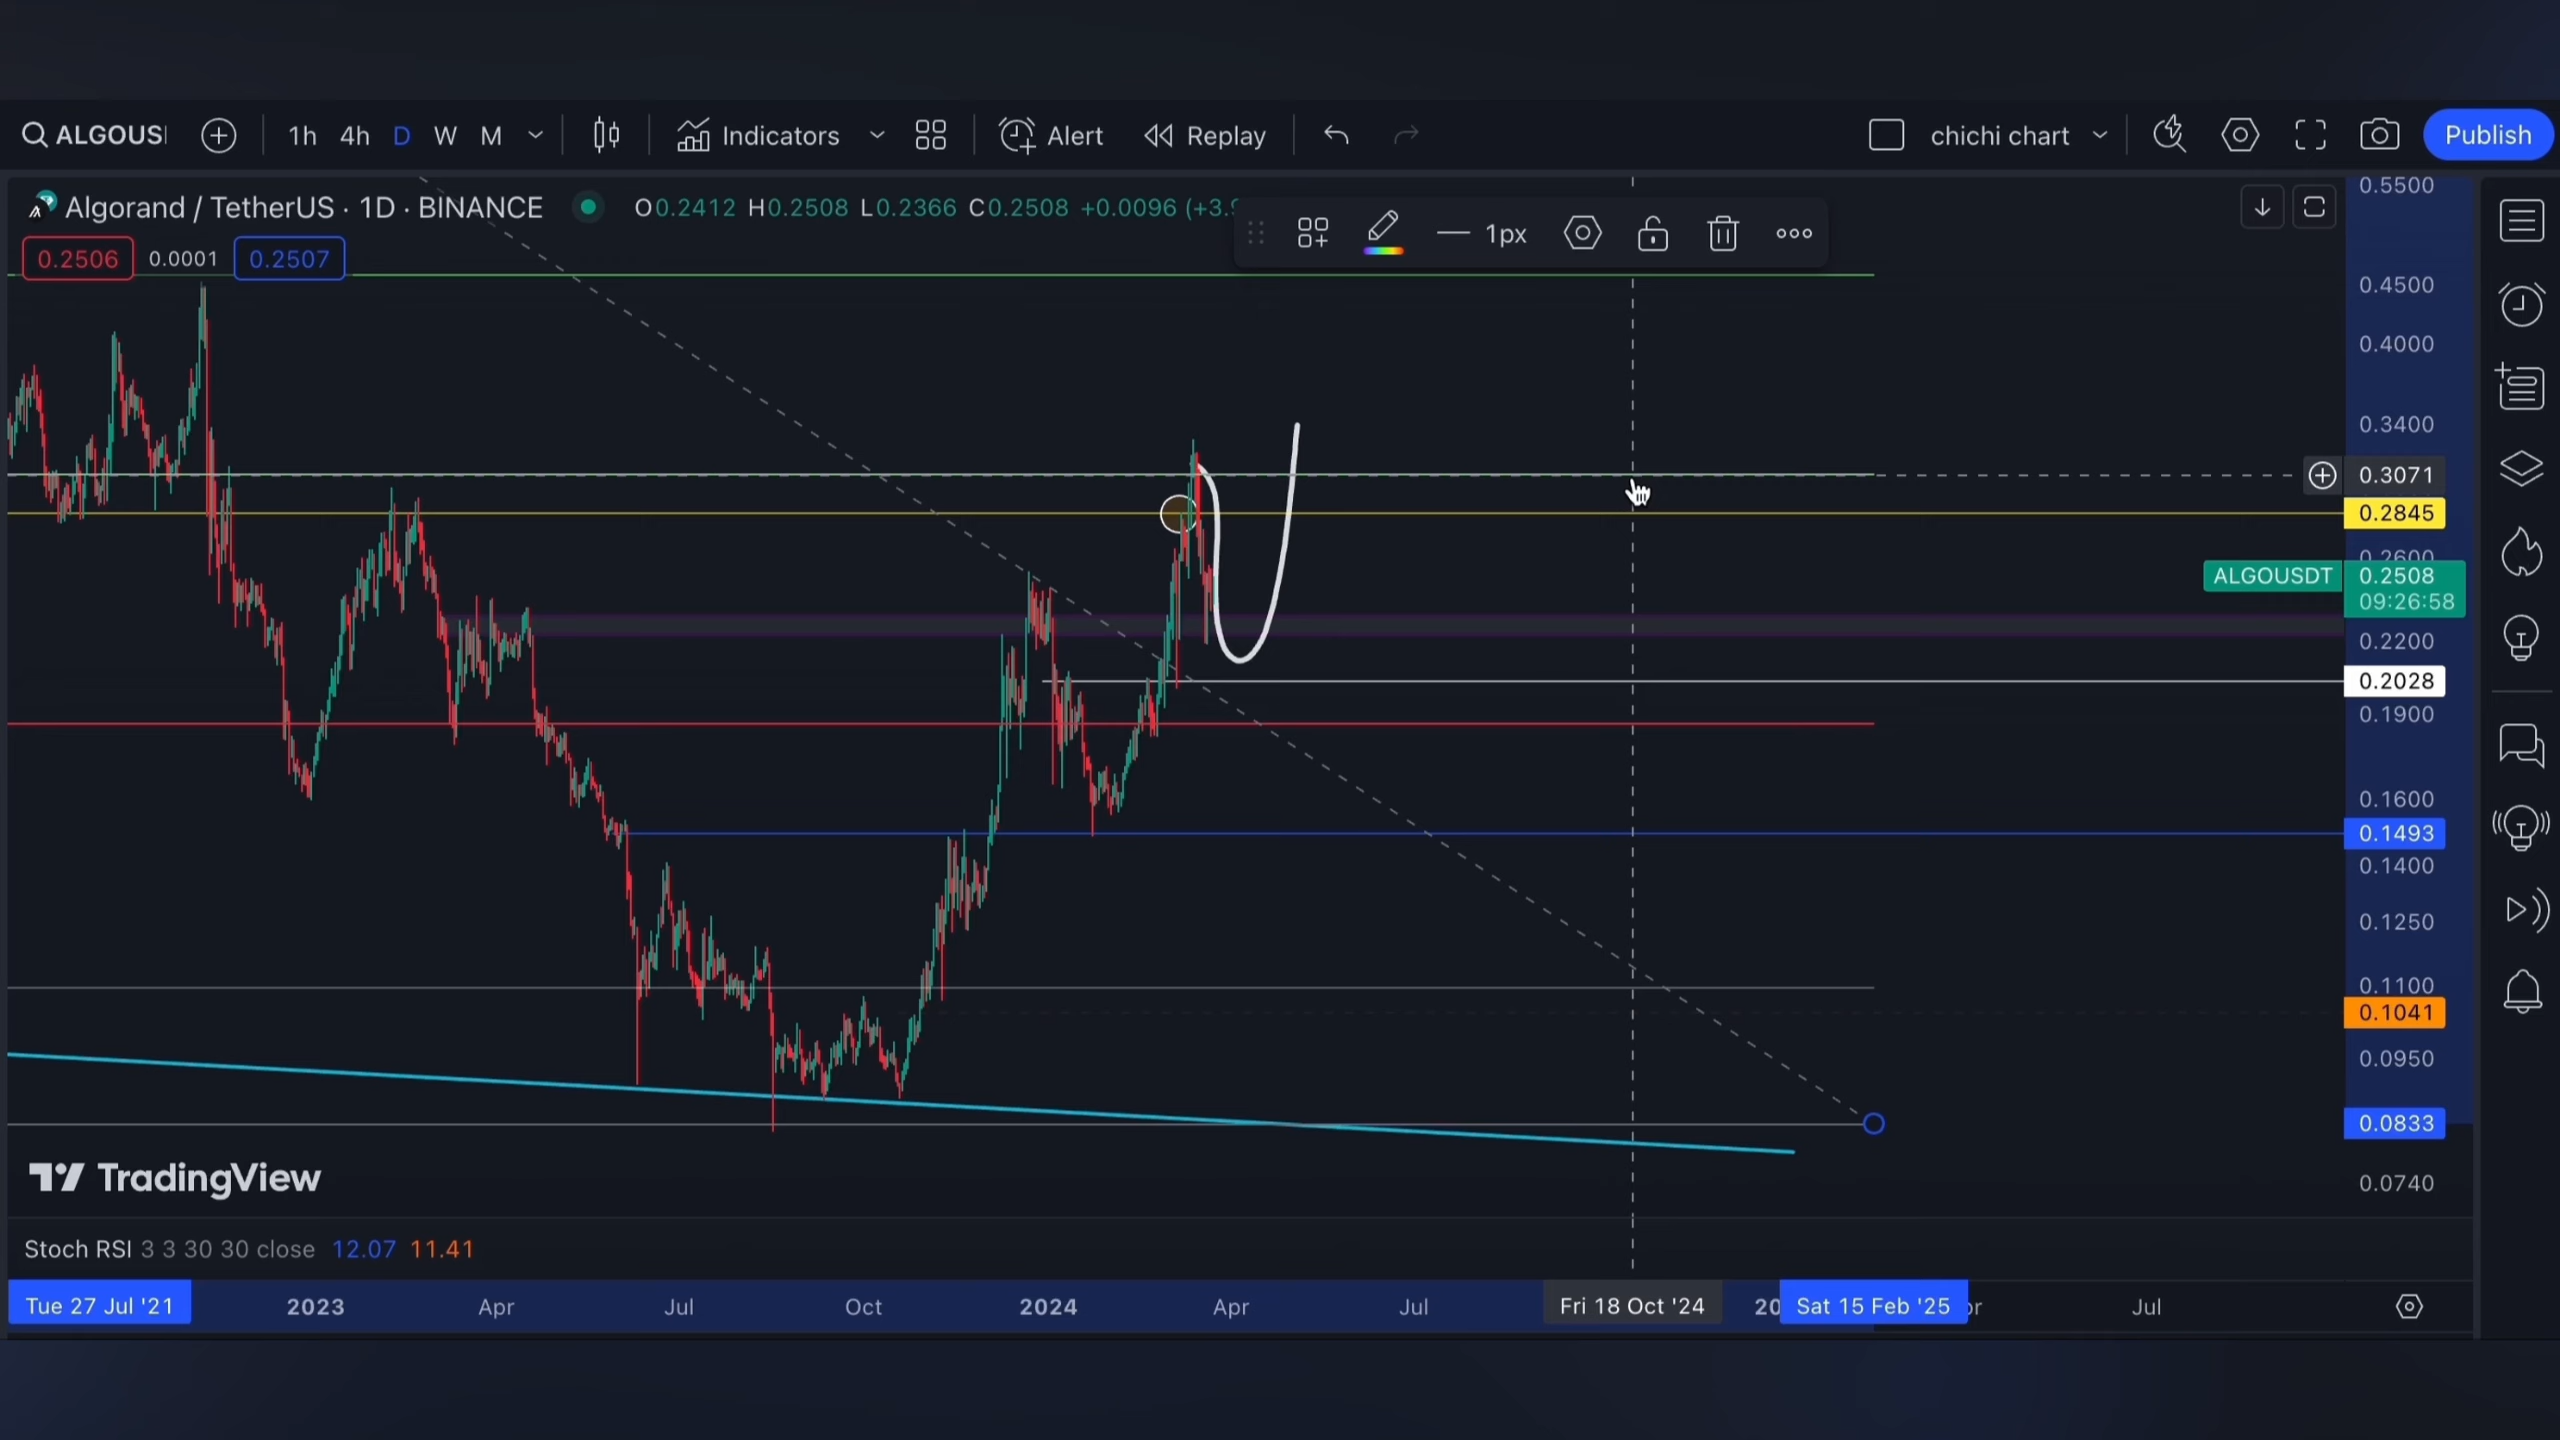 ALGOUS 1h 4h D W M Indicators Alert Replay chichi chart Publish
Algorand / TetherUS · 1D · BINANCE O0.2412 H0.2508 L0.2366 C0.2508 +0.0096
1px
0.2506 0.0001 0.2507
0.5500
0.4500
0.4000
0.3400
0.3071
0.2845
0.2600
ALGOUSDT 0.2508
09:26:58
0.2200
0.2028
0.1900
0.1600
0.1493
0.1400
0.1250
0.1100
0.1041
0.0950
0.0833
0.0740
TradingView
Stoch RSI 3 3 30 30 close 12.07 11.41
Tue 27 Jul '21 2023 Apr Jul Oct 2024 Apr Jul Fri 18 Oct '24 20 Sat 15 Feb '25 Jul